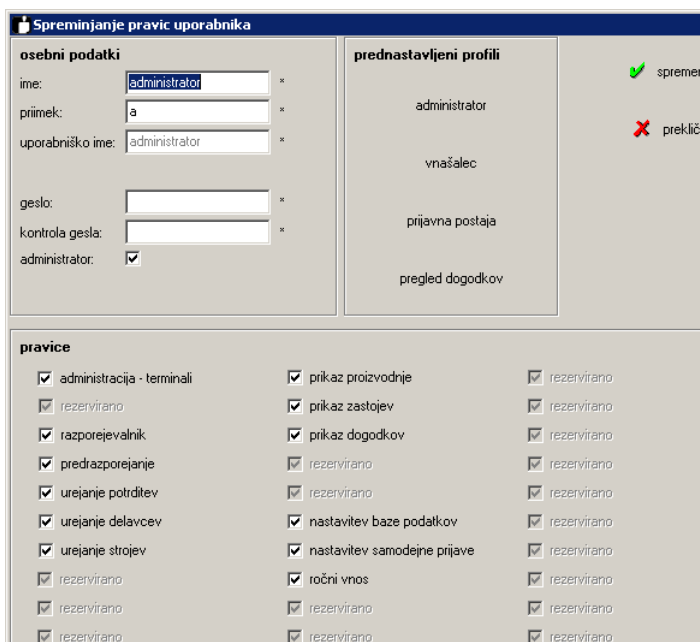 Spreminjanje pravic uporabnika
osebni podatki
ime: administrator *
priimek: a *
uporabniško ime: administrator *
geslo: *
kontrola gesla: *
administrator:
prednastavljeni profili
administrator
vnašalec
prijavna postaja
pregled dogodkov
spremer
preklič
pravice
administracija - terminali
rezervirano
razporejevalnik
predrazporejanje
urejanje potrditev
urejanje delavcev
urejanje strojev
rezervirano
rezervirano
rezervirano
prikaz proizvodnje
prikaz zastojev
prikaz dogodkov
rezervirano
rezervirano
nastavitev baze podatkov
nastavitev samodejne prijave
ročni vnos
rezervirano
rezervirano
rezervirano
rezervirano
rezervirano
rezervirano
rezervirano
rezervirano
rezervirano
rezervirano
rezervirano
rezervirano